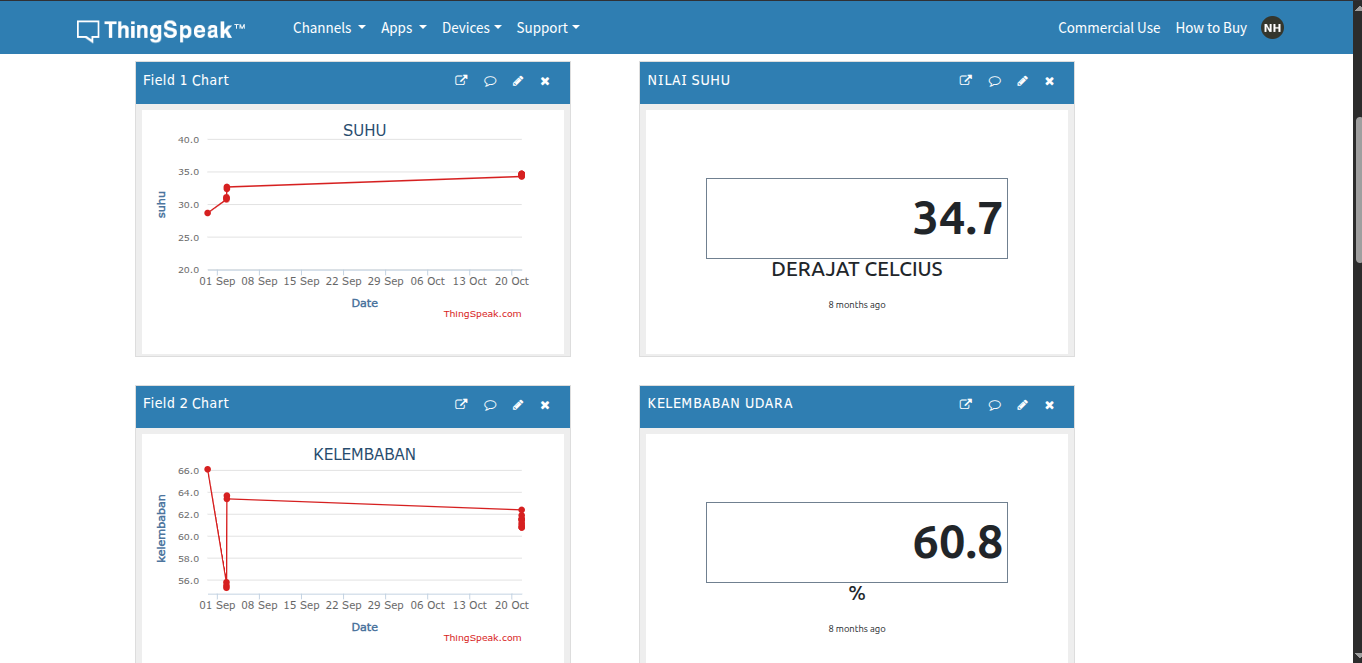 ThingSpeak™ Channels Apps Devices Support Commercial Use How to Buy NH
Field 1 Chart
SUHU
40.0
35.0
30.0
25.0
20.0
suhu
01 Sep 08 Sep 15 Sep 22 Sep 29 Sep 06 Oct 13 Oct 20 Oct
Date
ThingSpeak.com
NILAI SUHU
34.7
DERAJAT CELCIUS
8 months ago
Field 2 Chart
KELEMBABAN
66.0
64.0
62.0
60.0
58.0
56.0
kelembaban
01 Sep 08 Sep 15 Sep 22 Sep 29 Sep 06 Oct 13 Oct 20 Oct
Date
ThingSpeak.com
KELEMBABAN UDARA
60.8
%
8 months ago